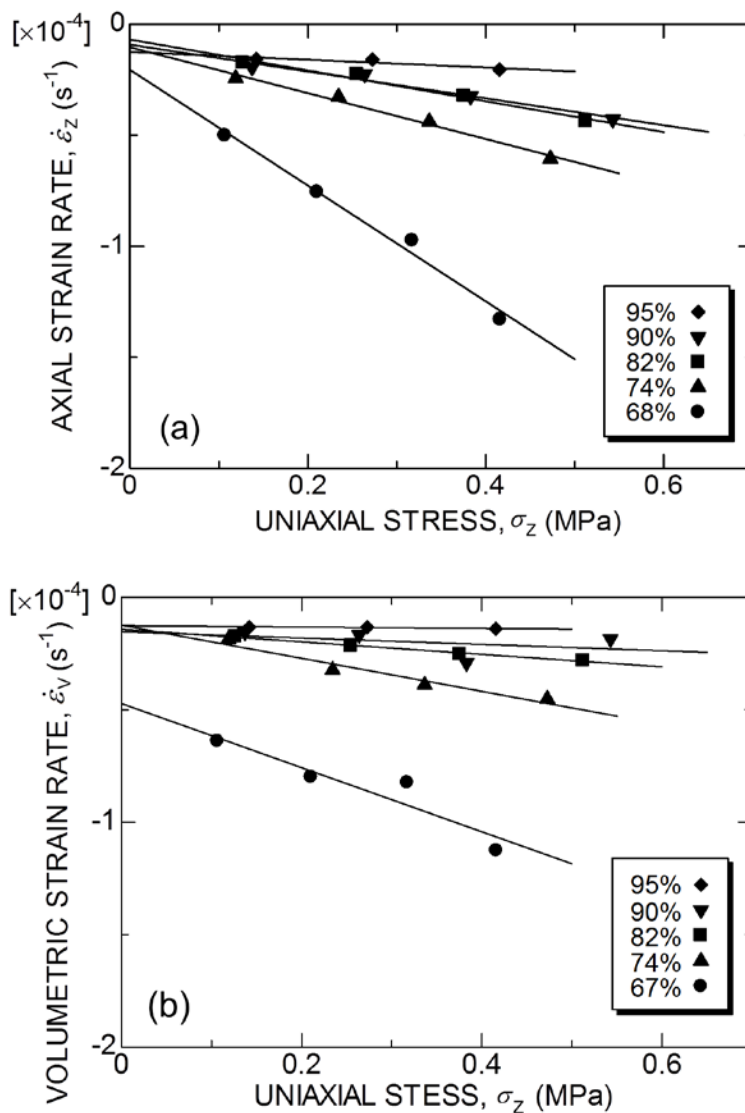 [×10⁻⁴]
0
-1
-2
AXIAL STRAIN RATE, ε̇z (s⁻¹)
95%
90%
82%
74%
68%
(a)
0 0.2 0.4 0.6
UNIAXIAL STRESS, σz (MPa)
[×10⁻⁴]
0
-1
-2
VOLUMETRIC STRAIN RATE, ε̇v (s⁻¹)
95%
90%
82%
74%
67%
(b)
0 0.2 0.4 0.6
UNIAXIAL STESS, σz (MPa)